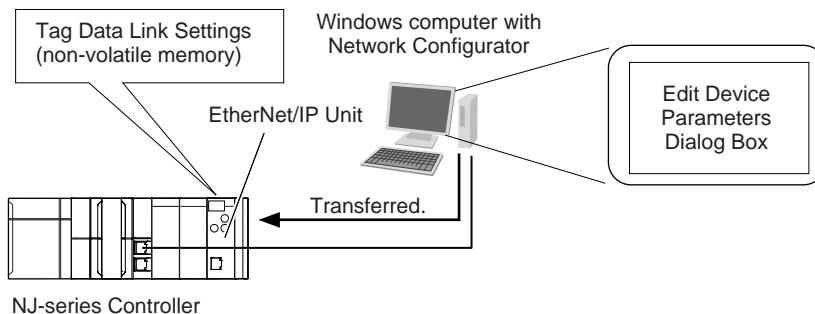 Tag Data Link Settings
(non-volatile memory)
Windows computer with
Network Configurator
EtherNet/IP Unit
Edit Device
Parameters
Dialog Box
Transferred.
NJ-series Controller